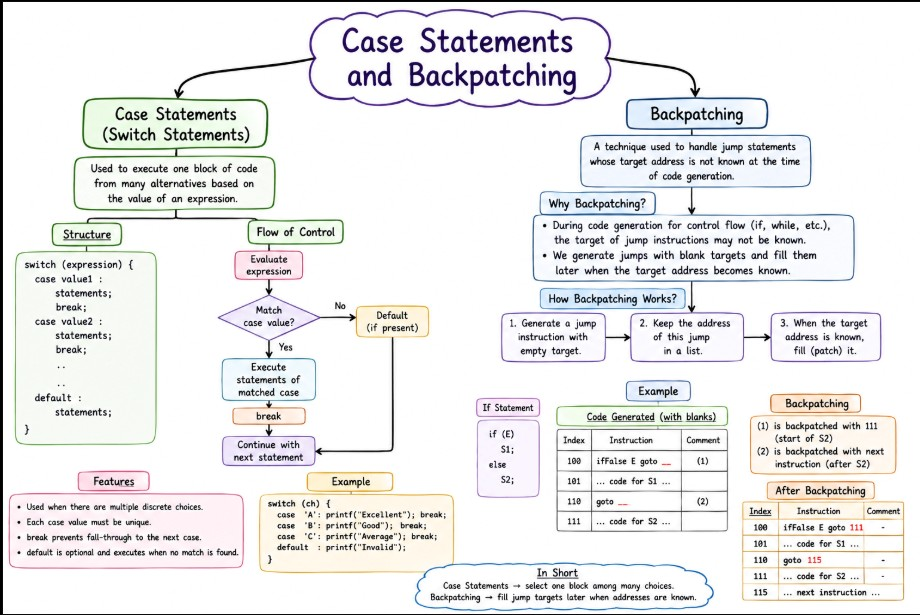 Case Statements
and Backpatching
Case Statements
(Switch Statements)
Used to execute one block of code
from many alternatives based on
the value of an expression.
Structure
switch (expression) {
case value1 :
statements;
break;
case value2 :
statements;
break;
..
..
default :
statements;
}
Flow of Control
Evaluate
expression
Match
case value?
No
Default
(if present)
Yes
Execute
statements of
matched case
break
Continue with
next statement
Features
• Used when there are multiple discrete choices.
• Each case value must be unique.
• break prevents fall-through to the next case.
• default is optional and executes when no match is found.
Example
switch (ch) {
case 'A': printf("Excellent"); break;
case 'B': printf("Good"); break;
case 'C': printf("Average"); break;
default : printf("Invalid");
}
Backpatching
A technique used to handle jump statements
whose target address is not known at the time
of code generation.
Why Backpatching?
• During code generation for control flow (if, while, etc.),
the target of jump instructions may not be known.
• We generate jumps with blank targets and fill them
later when the target address becomes known.
How Backpatching Works?
1. Generate a jump
instruction with
empty target.
2. Keep the address
of this jump
in a list.
3. When the target
address is known,
fill (patch) it.
Example
If Statement
if (E)
S1;
else
S2;
Code Generated (with blanks)
Index Instruction Comment
100 ifFalse E goto __ (1)
101 ... code for S1 ...
110 goto __ (2)
111 ... code for S2 ...
Backpatching
(1) is backpatched with 111
(start of S2)
(2) is backpatched with next
instruction (after S2)
After Backpatching
Index Instruction Comment
100 ifFalse E goto 111 -
101 ... code for S1 ...
110 goto 115 -
111 ... code for S2 ... -
115 ... next instruction ...
In Short
Case Statements → select one block among many choices.
Backpatching → fill jump targets later when addresses are known.